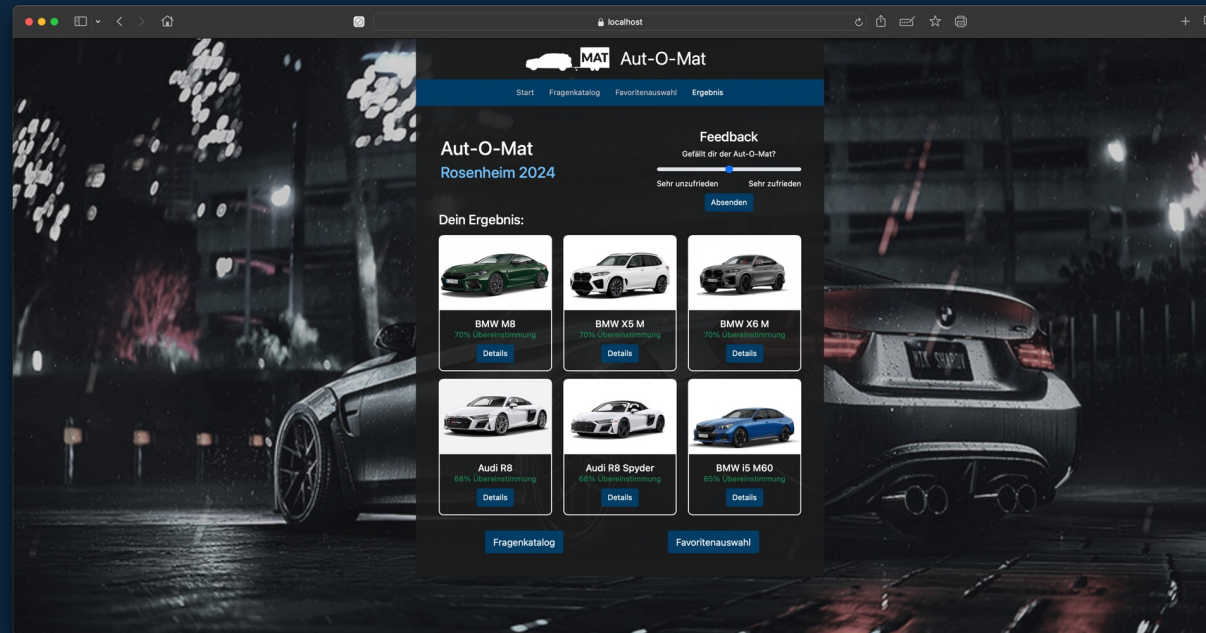 localhost
MAT Aut-O-Mat
Start Fragenkatalog Favoritenauswahl Ergebnis
Aut-O-Mat
Rosenheim 2024
Feedback
Gefällt dir der Aut-O-Mat?
Sehr unzufrieden Sehr zufrieden
Absenden
Dein Ergebnis:
BMW M8 BMW X5 M BMW X6 M
70% Übereinstimmung 70% Übereinstimmung 70% Übereinstimmung
Details Details Details
Audi R8 Audi R8 Spyder BMW i5 M60
68% Übereinstimmung 68% Übereinstimmung 65% Übereinstimmung
Details Details Details
Fragenkatalog Favoritenauswahl